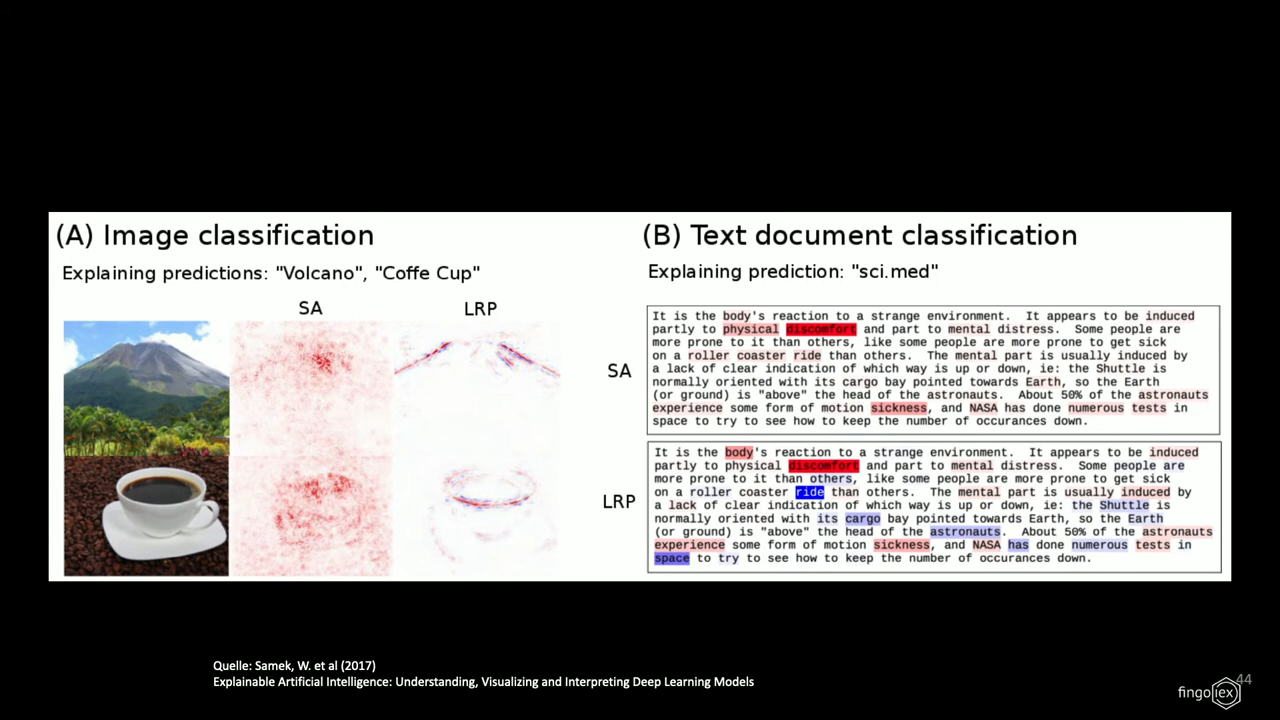 (A) Image classification
Explaining predictions: "Volcano", "Coffe Cup"
SA
LRP
(B) Text document classification
Explaining prediction: "sci.med"
SA
It is the body's reaction to a strange environment. It appears to be induced
partly to physical discomfort and part to mental distress. Some people are
more prone to it than others, like some people are more prone to get sick
on a roller coaster ride than others. The mental part is usually induced by
a lack of clear indication of which way is up or down, ie: the Shuttle is
normally oriented with its cargo bay pointed towards Earth, so the Earth
(or ground) is "above" the head of the astronauts. About 50% of the astronauts
experience some form of motion sickness, and NASA has done numerous tests in
space to try to see how to keep the number of occurances down.
LRP
It is the body's reaction to a strange environment. It appears to be induced
partly to physical discomfort and part to mental distress. Some people are
more prone to it than others, like some people are more prone to get sick
on a roller coaster ride than others. The mental part is usually induced by
a lack of clear indication of which way is up or down, ie: the Shuttle is
normally oriented with its cargo bay pointed towards Earth, so the Earth
(or ground) is "above" the head of the astronauts. About 50% of the astronauts
experience some form of motion sickness, and NASA has done numerous tests in
space to try to see how to keep the number of occurances down.
Quelle: Samek, W. et al (2017)
Explainable Artificial Intelligence: Understanding, Visualizing and Interpreting Deep Learning Models
44
fingolex